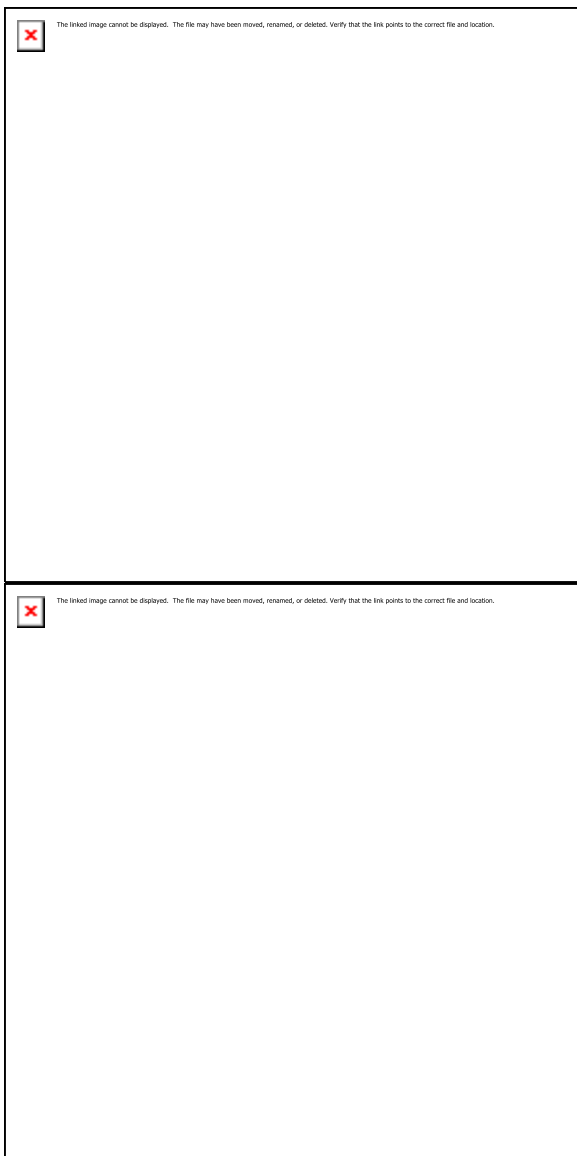 The linked image cannot be displayed.  The file may have been moved, renamed, or deleted. Verify that the link points to the correct file and location.
The linked image cannot be displayed.  The file may have been moved, renamed, or deleted. Verify that the link points to the correct file and location.